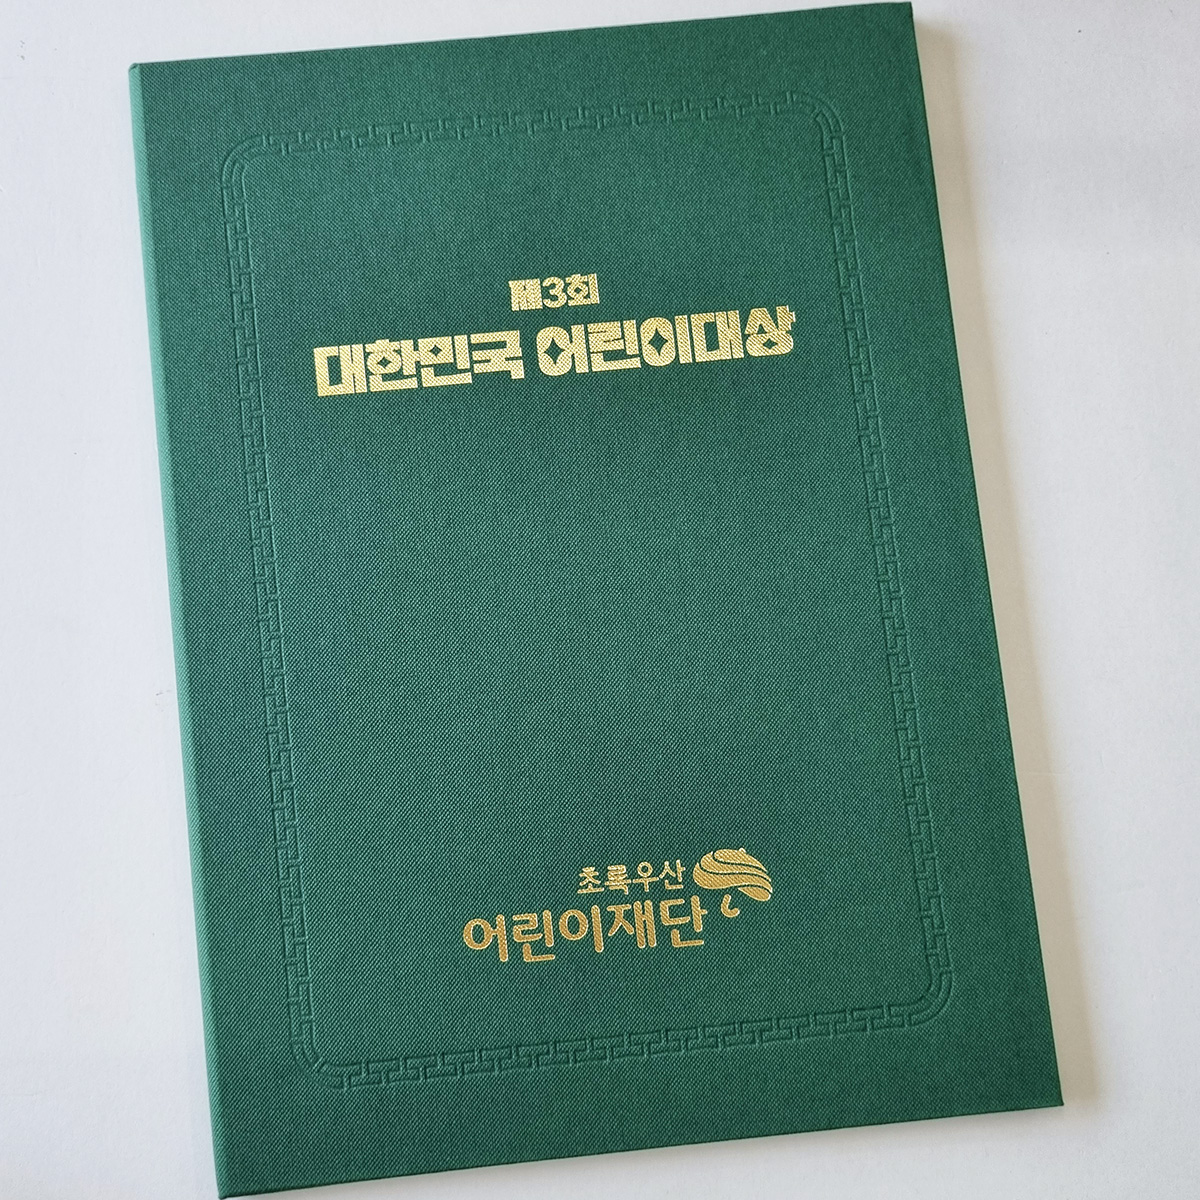 제3회
대한민국 어린이대상
초록우산
어린이재단